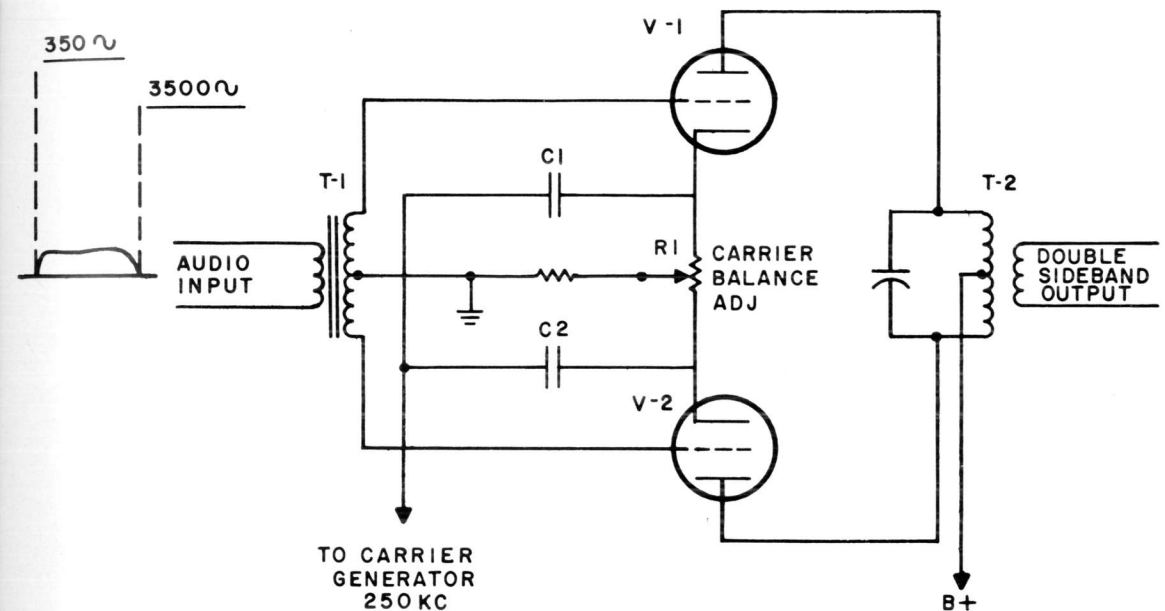 350∿
3500∿
V-1
C1
T-1
T-2
AUDIO
INPUT
R1
CARRIER
BALANCE
ADJ
DOUBLE
SIDEBAND
OUTPUT
C2
V-2
TO CARRIER
GENERATOR
250KC
B+